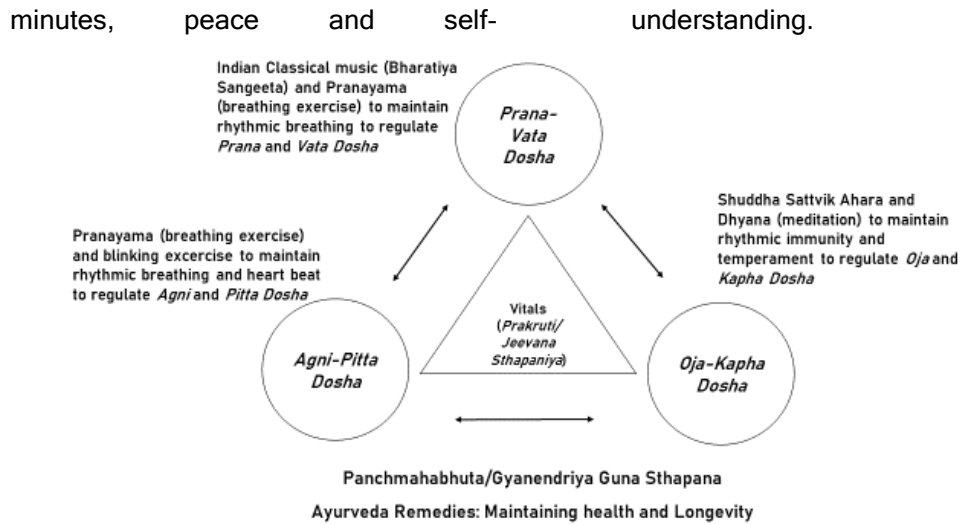 minutes, peace and self- understanding.
Indian Classical music (Bharatiya
Sangeeta) and Pranayama
(breathing exercise) to maintain
rhythmic breathing to regulate
Prana and Vata Dosha
Prana-
Vata
Dosha
Shuddha Sattvik Ahara and
Dhyana (meditation) to maintain
rhythmic immunity and
temperament to regulate Oja and
Kapha Dosha
Pranayama (breathing exercise)
and blinking excercise to maintain
rhythmic breathing and heart beat
to regulate Agni and Pitta Dosha
Vitals
(Prakruti/
Jeevana
Sthapaniya)
Agni-Pitta
Dosha
Oja-Kapha
Dosha
Panchmahabhuta/Gyanendriya Guna Sthapana
Ayurveda Remedies: Maintaining health and Longevity